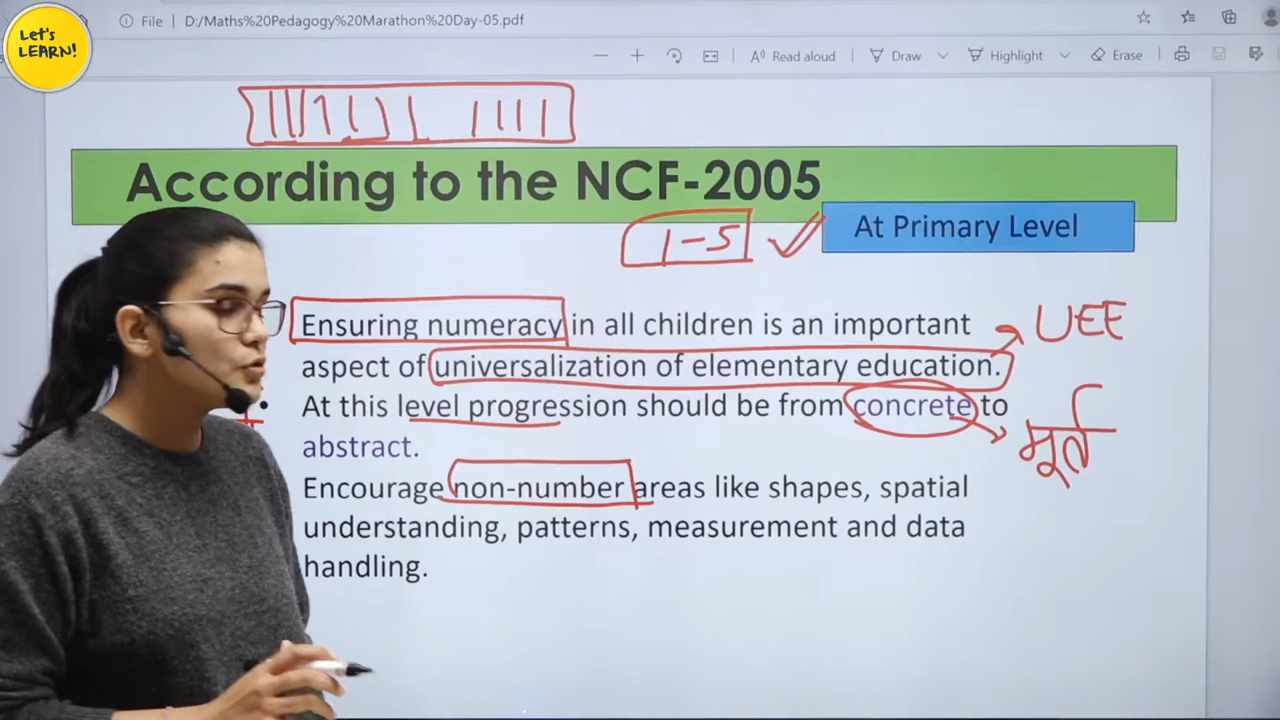 Let's
LEARN!
File
D:/Maths%20Pedagogy%20Marathon%20Day-05.pdf
Read aloud
Draw
Highlight
Erase
According to the NCF-2005
1-5
At Primary Level
Ensuring numeracy in all children is an important
UEE
aspect of universalization of elementary education.
At this level progression should be from concrete to
abstract.
मूर्त
Encourage non-number areas like shapes, spatial
understanding, patterns, measurement and data
handling.